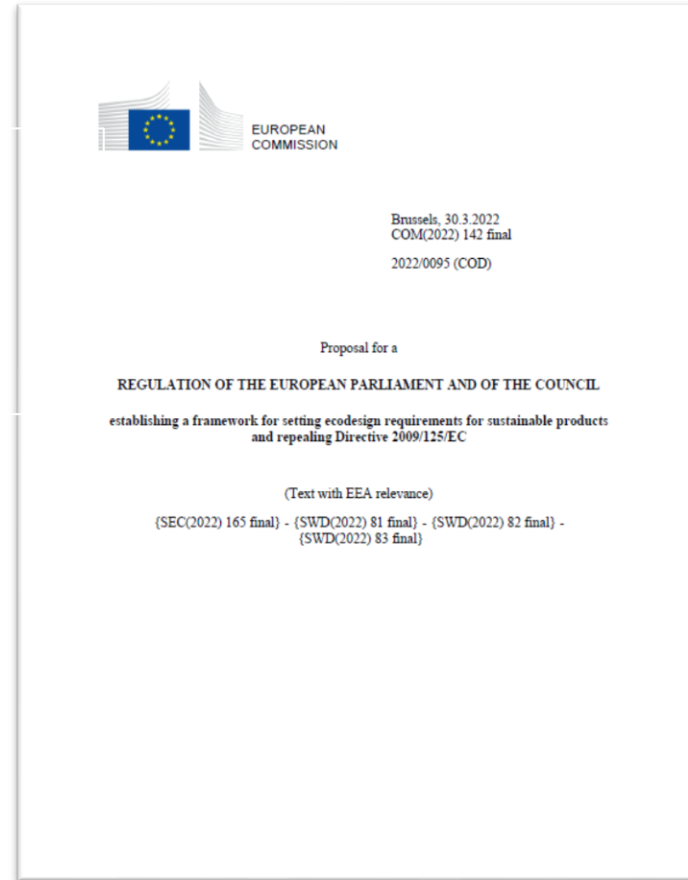 EUROPEAN
COMMISSION
Brussels, 30.3.2022
COM(2022) 142 final
2022/0095 (COD)
Proposal for a
REGULATION OF THE EUROPEAN PARLIAMENT AND OF THE COUNCIL
establishing a framework for setting ecodesign requirements for sustainable products
and repealing Directive 2009/125/EC
(Text with EEA relevance)
{SEC(2022) 165 final} - {SWD(2022) 81 final} - {SWD(2022) 82 final} -
{SWD(2022) 83 final}